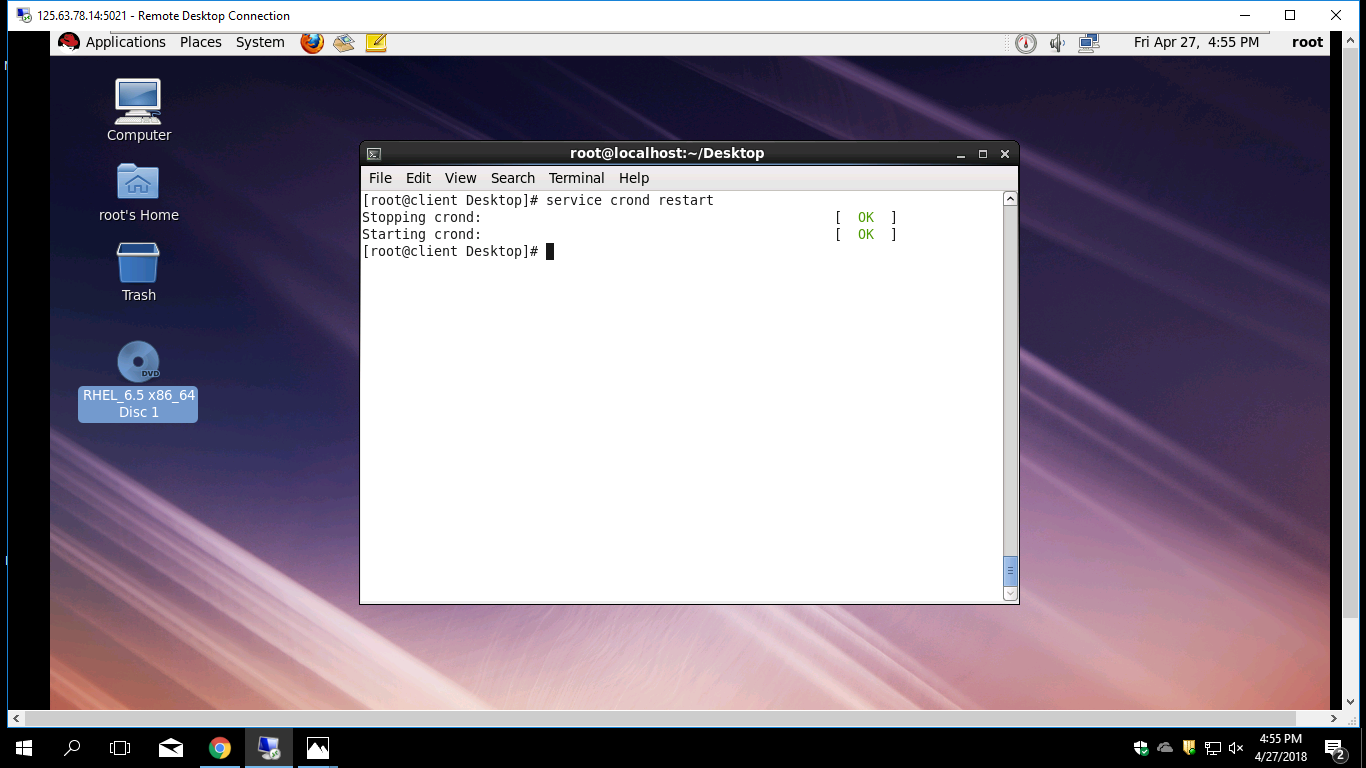 125.63.78.14:5021 - Remote Desktop Connection
Applications Places System Fri Apr 27, 4:55 PM root
Computer
root's Home
Trash
DVD
RHEL_6.5 x86_64
Disc 1
root@localhost:~/Desktop
File Edit View Search Terminal Help
[root@client Desktop]# service crond restart
Stopping crond: [ OK ]
Starting crond: [ OK ]
[root@client Desktop]#
4:55 PM
4/27/2018
2